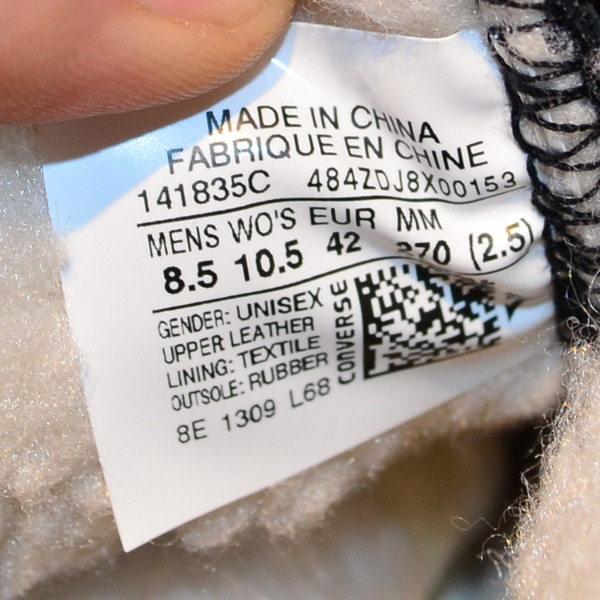 MADE IN CHINA
FABRIQUE EN CHINE
141835C 484ZDJ8X00153
MENS WO'S EUR MM
8.5 10.5 42 270 (2.5)
GENDER: UNISEX
UPPER LEATHER
LINING: TEXTILE
OUTSOLE: RUBBER
8E 1309 L68
CONVERSE